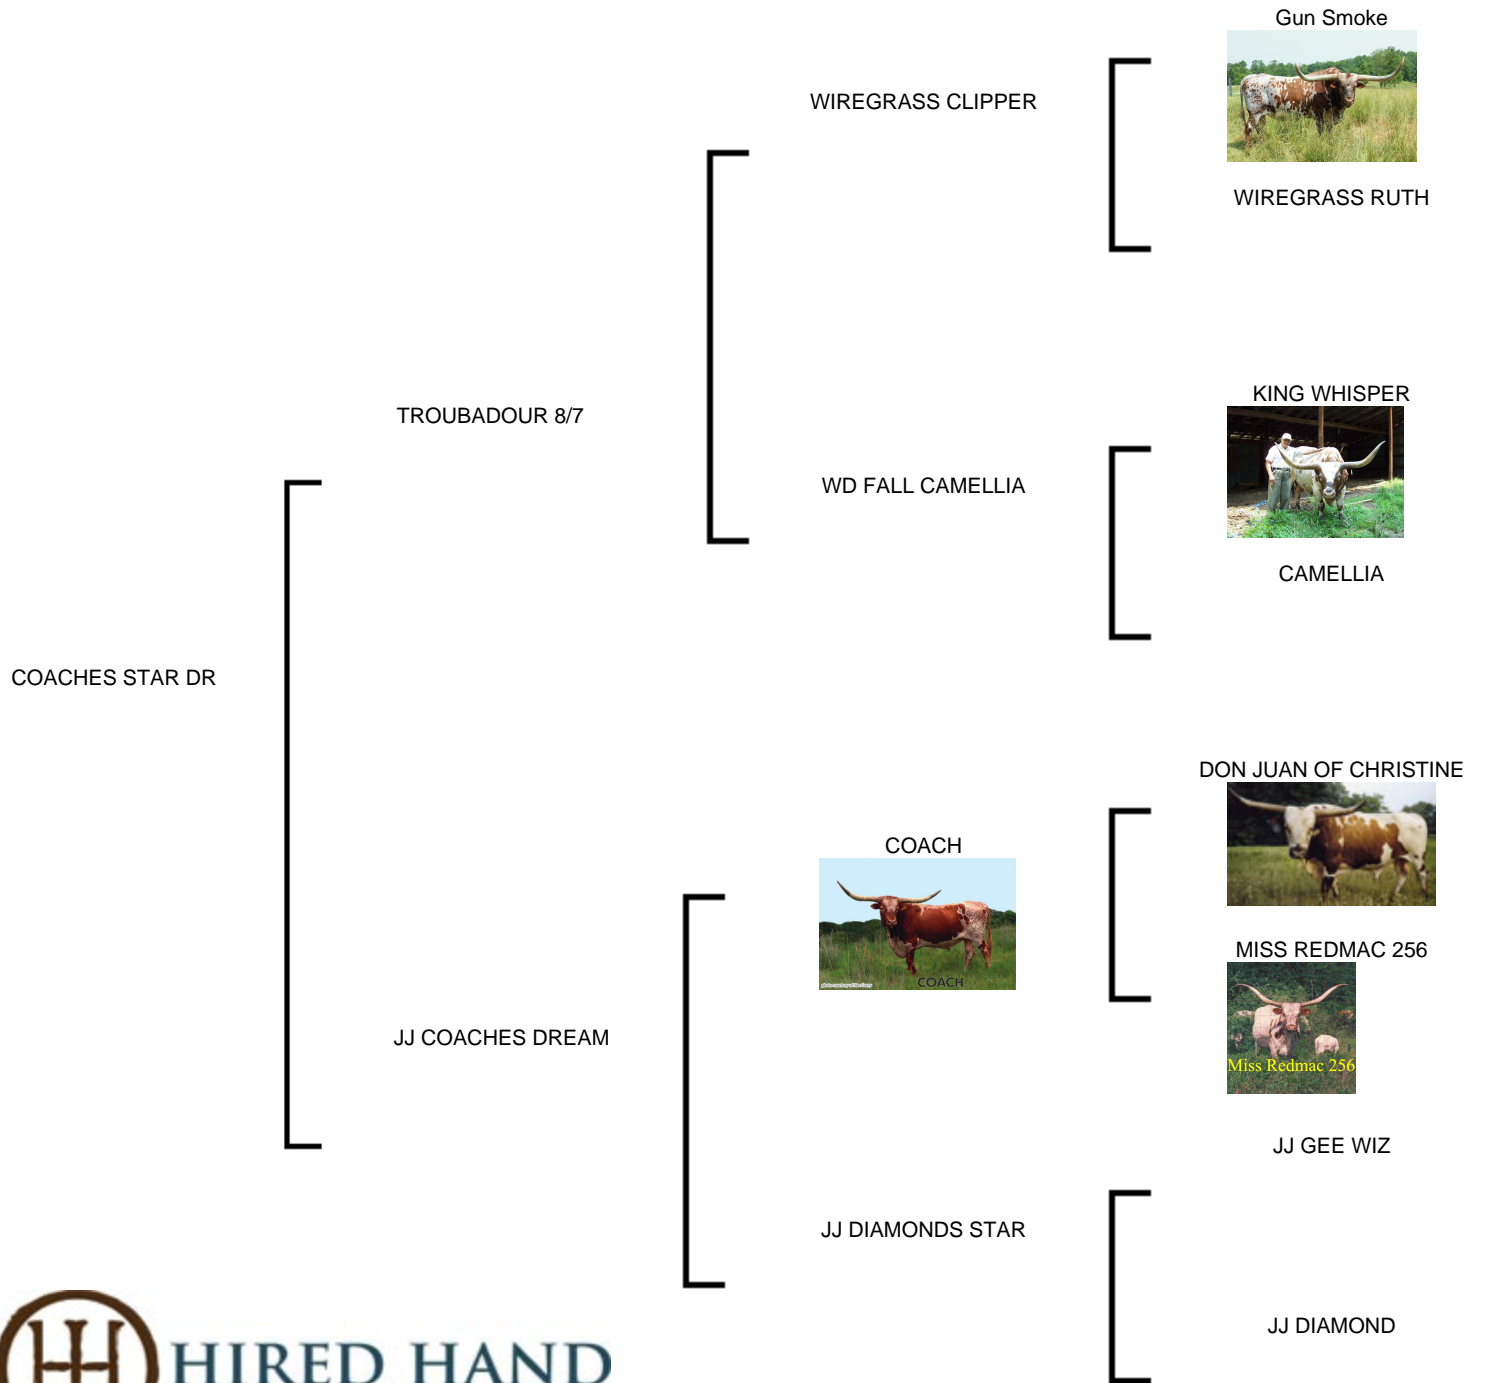 Gun Smoke
WIREGRASS CLIPPER
WIREGRASS RUTH
KING WHISPER
TROUBADOUR 8/7
WD FALL CAMELLIA
CAMELLIA
COACHES STAR DR
DON JUAN OF CHRISTINE
COACH
COACH
MISS REDMAC 256
JJ COACHES DREAM
Miss Redmac 256
JJ GEE WIZ
JJ DIAMONDS STAR
JJ DIAMOND
HIRED HAND